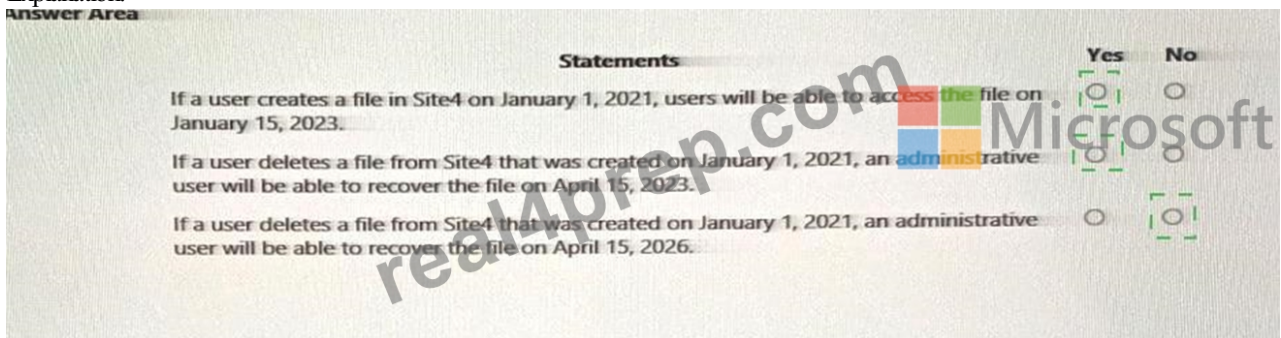 Answer Area
Statements Yes No
If a user creates a file in Site4 on January 1, 2021, users will be able to access the file on
January 15, 2023.
If a user deletes a file from Site4 that was created on January 1, 2021, an administrative
user will be able to recover the file on April 15, 2023.
If a user deletes a file from Site4 that was created on January 1, 2021, an administrative
user will be able to recover the file on April 15, 2026.
Microsoft
real4prep.com